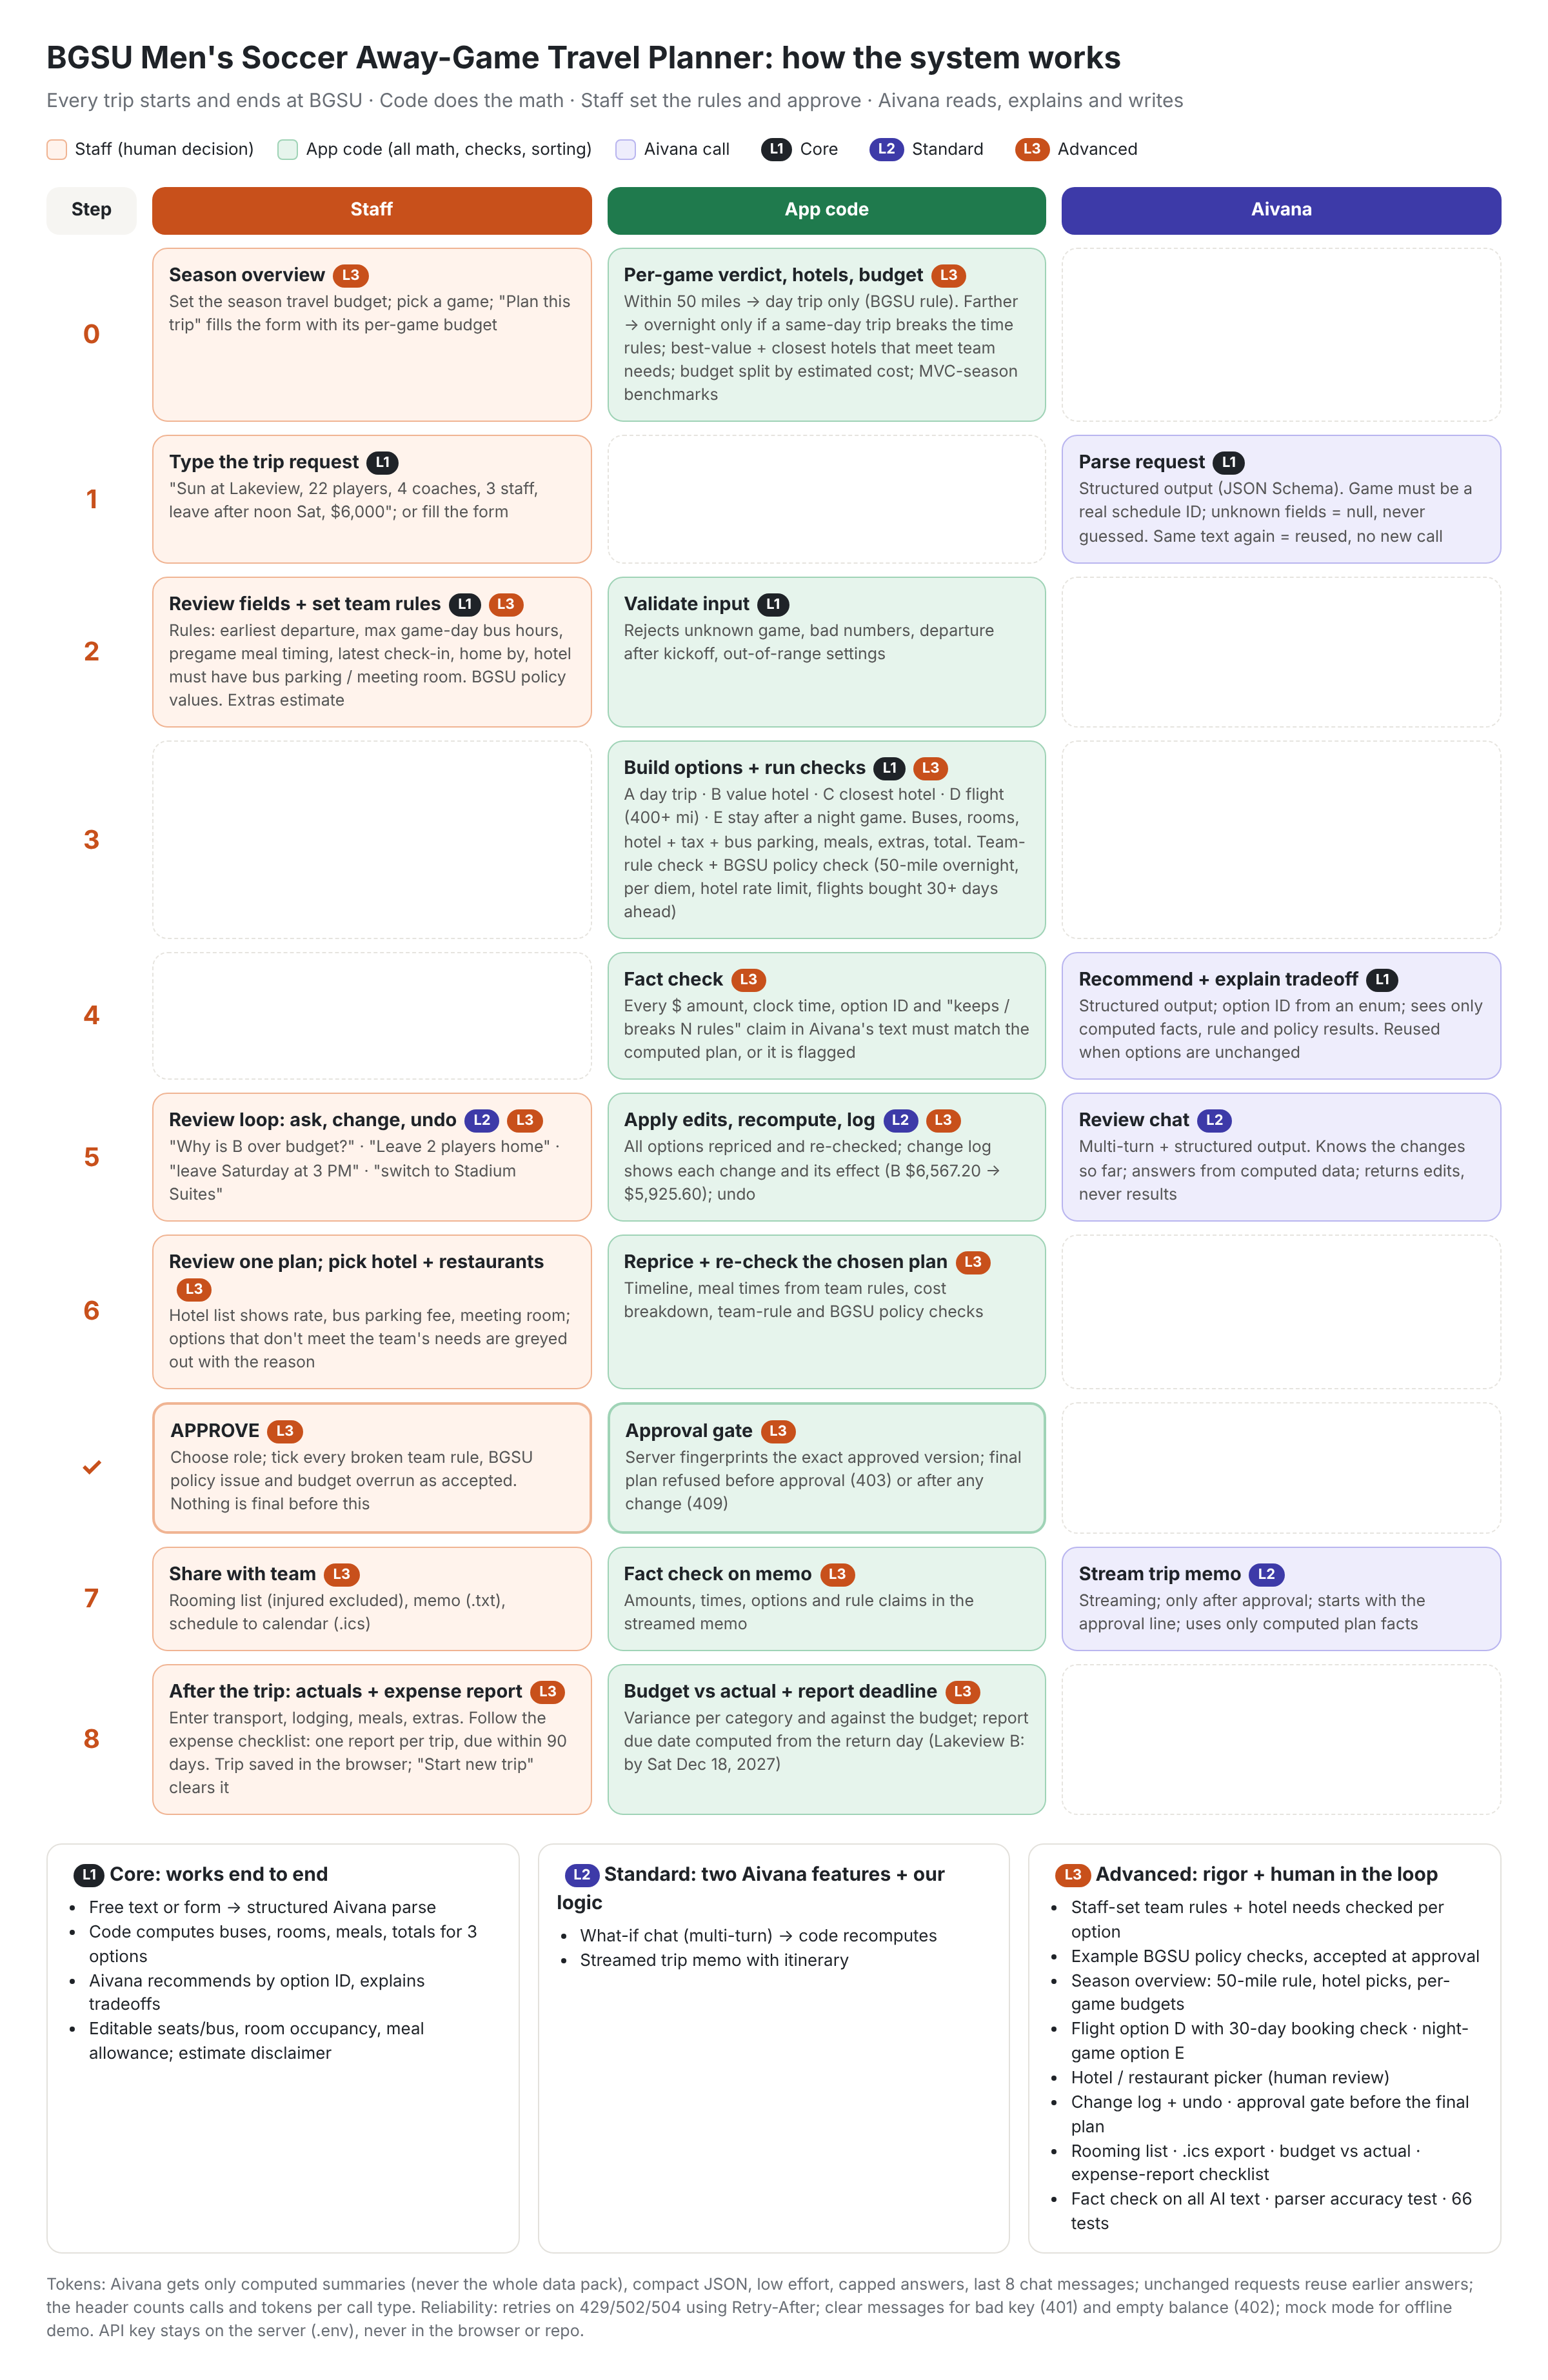 BGSU Men's Soccer Away-Game Travel Planner: how the system works
Every trip starts and ends at BGSU · Code does the math · Staff set the rules and approve · Aivana reads, explains and writes
Staff (human decision)
App code (all math, checks, sorting)
Aivana call
L1 Core
L2 Standard
L3 Advanced
Step
Staff
App code
Aivana
0
Season overview L3
Set the season travel budget; pick a game; "Plan this
trip" fills the form with its per-game budget
Per-game verdict, hotels, budget L3
Within 50 miles → day trip only (BGSU rule). Farther
→ overnight only if a same-day trip breaks the time
rules; best-value + closest hotels that meet team
needs; budget split by estimated cost; MVC-season
benchmarks
1
Type the trip request L1
"Sun at Lakeview, 22 players, 4 coaches, 3 staff,
leave after noon Sat, $6,000"; or fill the form
Parse request L1
Structured output (JSON Schema). Game must be a
real schedule ID; unknown fields = null, never
guessed. Same text again = reused, no new call
2
Review fields + set team rules L1 L3
Rules: earliest departure, max game-day bus hours,
pregame meal timing, latest check-in, home by, hotel
must have bus parking / meeting room. BGSU policy
values. Extras estimate
Validate input L1
Rejects unknown game, bad numbers, departure
after kickoff, out-of-range settings
3
Build options + run checks L1 L3
A day trip · B value hotel · C closest hotel · D flight
(400+ mi) · E stay after a night game. Buses, rooms,
hotel + tax + bus parking, meals, extras, total. Team-
rule check + BGSU policy check (50-mile overnight,
per diem, hotel rate limit, flights bought 30+ days
ahead)
4
Fact check L3
Every $ amount, clock time, option ID and "keeps /
breaks N rules" claim in Aivana's text must match the
computed plan, or it is flagged
Recommend + explain tradeoff L1
Structured output; option ID from an enum; sees only
computed facts, rule and policy results. Reused
when options are unchanged
5
Review loop: ask, change, undo L2 L3
"Why is B over budget?" · "Leave 2 players home" ·
"leave Saturday at 3 PM" · "switch to Stadium
Suites"
Apply edits, recompute, log L2 L3
All options repriced and re-checked; change log
shows each change and its effect (B $6,567.20 →
$5,925.60); undo
Review chat L2
Multi-turn + structured output. Knows the changes
so far; answers from computed data; returns edits,
never results
6
Review one plan; pick hotel + restaurants
L3
Hotel list shows rate, bus parking fee, meeting room;
options that don't meet the team's needs are greyed
out with the reason
Reprice + re-check the chosen plan L3
Timeline, meal times from team rules, cost
breakdown, team-rule and BGSU policy checks
✓
APPROVE L3
Choose role; tick every broken team rule, BGSU
policy issue and budget overrun as accepted.
Nothing is final before this
Approval gate L3
Server fingerprints the exact approved version; final
plan refused before approval (403) or after any
change (409)
7
Share with team L3
Rooming list (injured excluded), memo (.txt),
schedule to calendar (.ics)
Fact check on memo L3
Amounts, times, options and rule claims in the
streamed memo
Stream trip memo L2
Streaming; only after approval; starts with the
approval line; uses only computed plan facts
8
After the trip: actuals + expense report L3
Enter transport, lodging, meals, extras. Follow the
expense checklist: one report per trip, due within 90
days. Trip saved in the browser; "Start new trip"
clears it
Budget vs actual + report deadline L3
Variance per category and against the budget; report
due date computed from the return day (Lakeview B:
by Sat Dec 18, 2027)
L1 Core: works end to end
• Free text or form → structured Aivana parse
• Code computes buses, rooms, meals, totals for 3
options
• Aivana recommends by option ID, explains
tradeoffs
• Editable seats/bus, room occupancy, meal
allowance; estimate disclaimer
L2 Standard: two Aivana features + our
logic
• What-if chat (multi-turn) → code recomputes
• Streamed trip memo with itinerary
L3 Advanced: rigor + human in the loop
• Staff-set team rules + hotel needs checked per
option
• Example BGSU policy checks, accepted at approval
• Season overview: 50-mile rule, hotel picks, per-
game budgets
• Flight option D with 30-day booking check · night-
game option E
• Hotel / restaurant picker (human review)
• Change log + undo · approval gate before the final
plan
• Rooming list · .ics export · budget vs actual ·
expense-report checklist
• Fact check on all AI text · parser accuracy test · 66
tests
Tokens: Aivana gets only computed summaries (never the whole data pack), compact JSON, low effort, capped answers, last 8 chat messages; unchanged requests reuse earlier answers;
the header counts calls and tokens per call type. Reliability: retries on 429/502/504 using Retry-After; clear messages for bad key (401) and empty balance (402); mock mode for offline
demo. API key stays on the server (.env), never in the browser or repo.